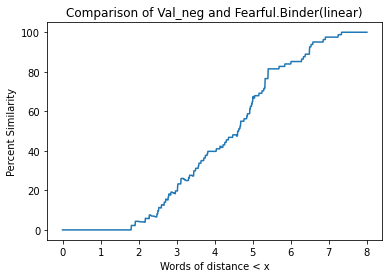 Comparison of Val_neg and Fearful.Binder(linear)
100
80
60
40
20
0
Percent Similarity
0 1 2 3 4 5 6 7 8
Words of distance < x